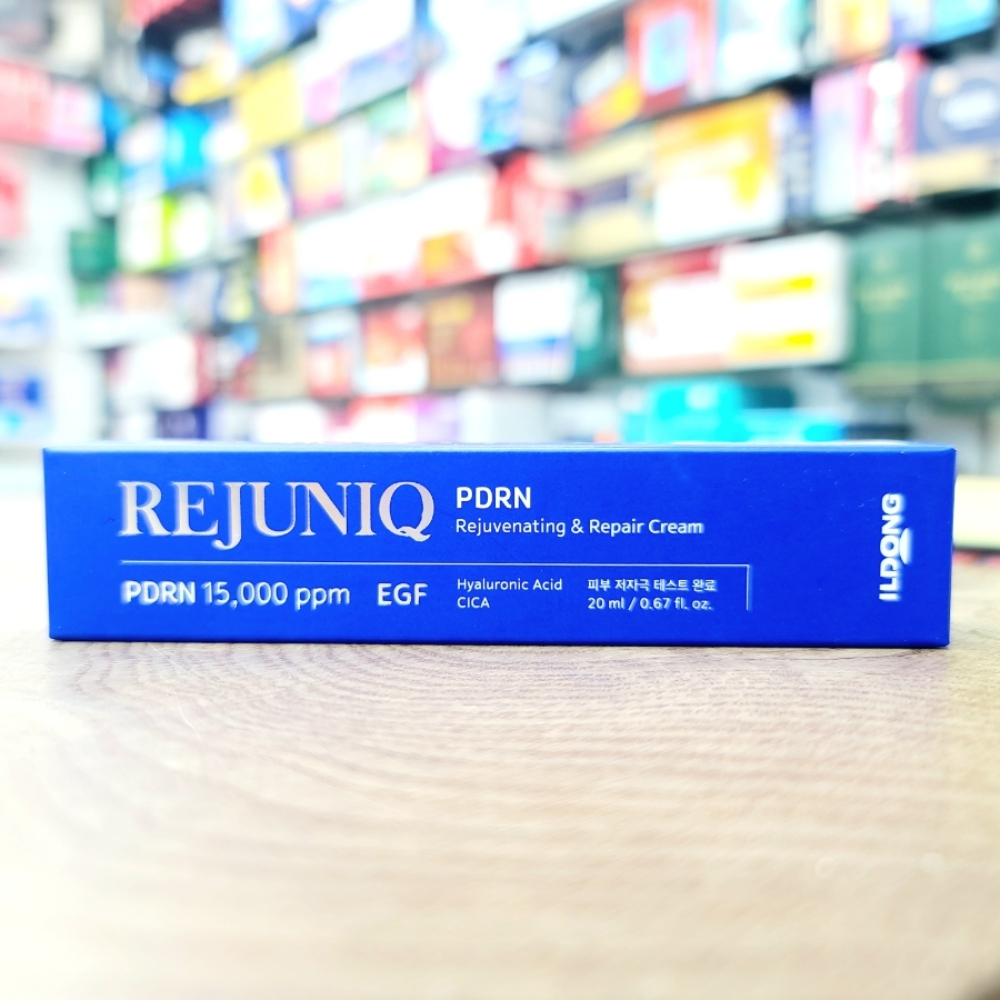 REJUNIQ
PDRN
Rejuvenating & Repair Cream
PDRN 15,000 ppm
EGF
Hyaluronic Acid
CICA
피부 저자극 테스트 완료
20 ml / 0.67 fl. oz.
ILDONG